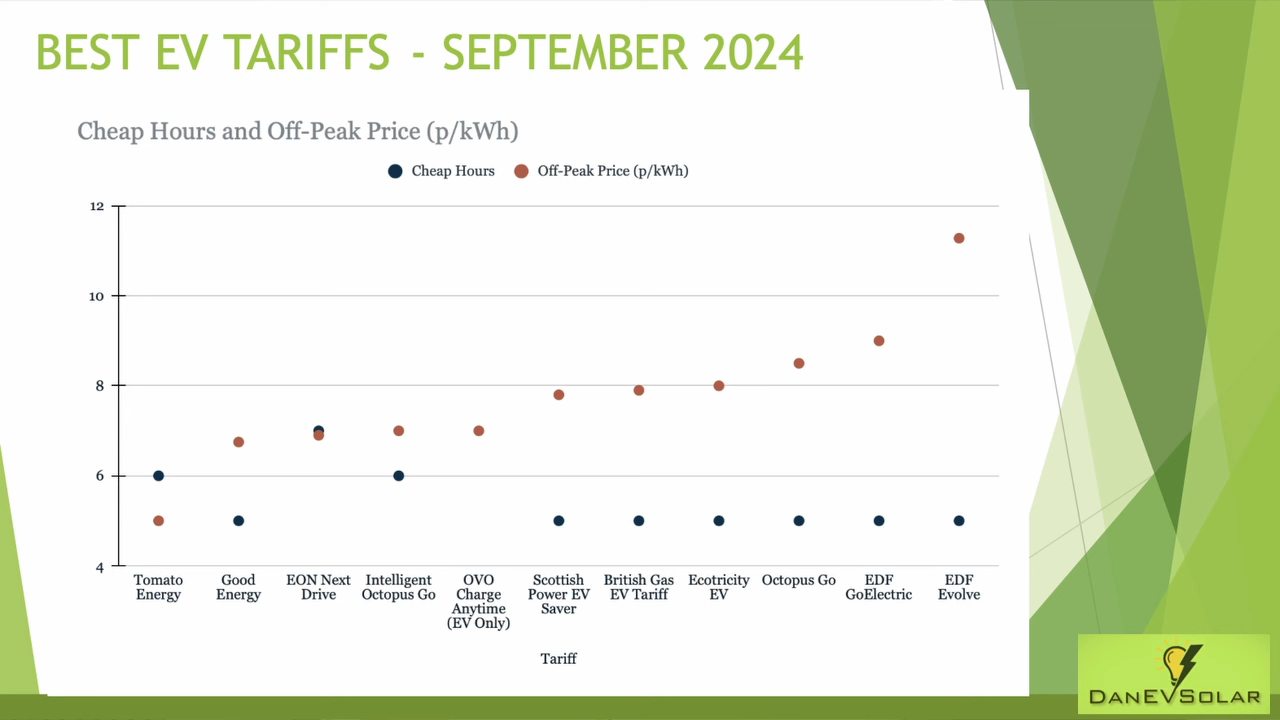 BEST EV TARIFFS - SEPTEMBER 2024
Cheap Hours and Off-Peak Price (p/kWh)
Cheap Hours
Off-Peak Price (p/kWh)
12
10
8
6
4
Tomato
Energy
Good
Energy
EON Next
Drive
Intelligent
Octopus Go
OVO
Charge
Anytime
(EV Only)
Scottish
Power EV
Saver
British Gas
EV Tariff
Ecotricity
EV
Octopus Go
EDF
GoElectric
EDF
Evolve
Tariff
DANEVSOLAR